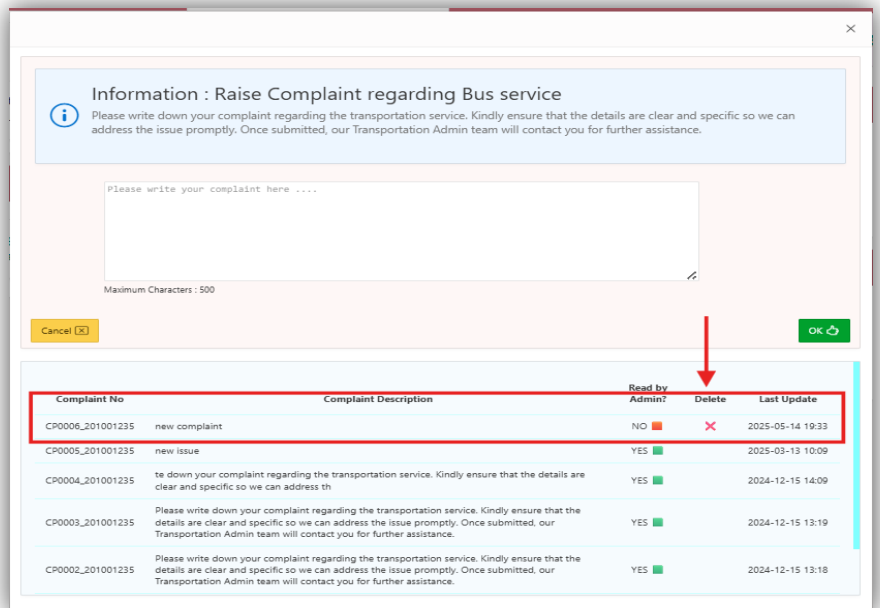 Information : Raise Complaint regarding Bus service
Please write down your complaint regarding the transportation service. Kindly ensure that the details are clear and specific so we can
address the issue promptly. Once submitted, our Transportation Admin team will contact you for further assistance.
Please write your complaint here ....
Maximum Characters : 500
Cancel
OK
Complaint No Complaint Description Read by Admin? Delete Last Update
CP0006_201001235 new complaint NO 2025-05-14 19:33
CP0005_201001235 new issue YES 2025-03-13 10:09
CP0004_201001235 te down your complaint regarding the transportation service. Kindly ensure that the details are
clear and specific so we can address th YES 2024-12-15 14:09
CP0003_201001235 Please write down your complaint regarding the transportation service. Kindly ensure that the
details are clear and specific so we can address the issue promptly. Once submitted, our YES 2024-12-15 13:19
Transportation Admin team will contact you for further assistance.
CP0002_201001235 Please write down your complaint regarding the transportation service. Kindly ensure that the
details are clear and specific so we can address the issue promptly. Once submitted, our YES 2024-12-15 13:18
Transportation Admin team will contact you for further assistance.